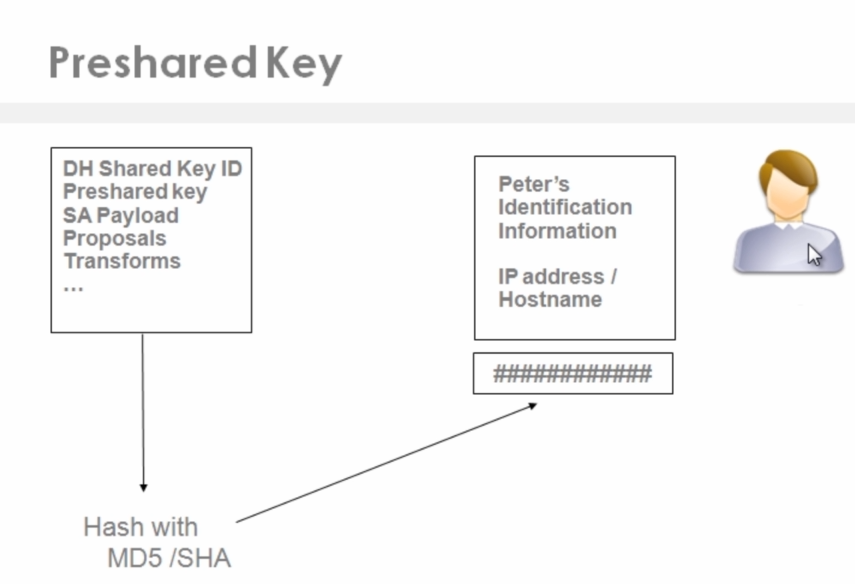 Preshared Key
DH Shared Key ID
Preshared key
SA Payload
Proposals
Transforms
...
Peter's
Identification
Information
IP address /
Hostname
############
Hash with
MD5 /SHA